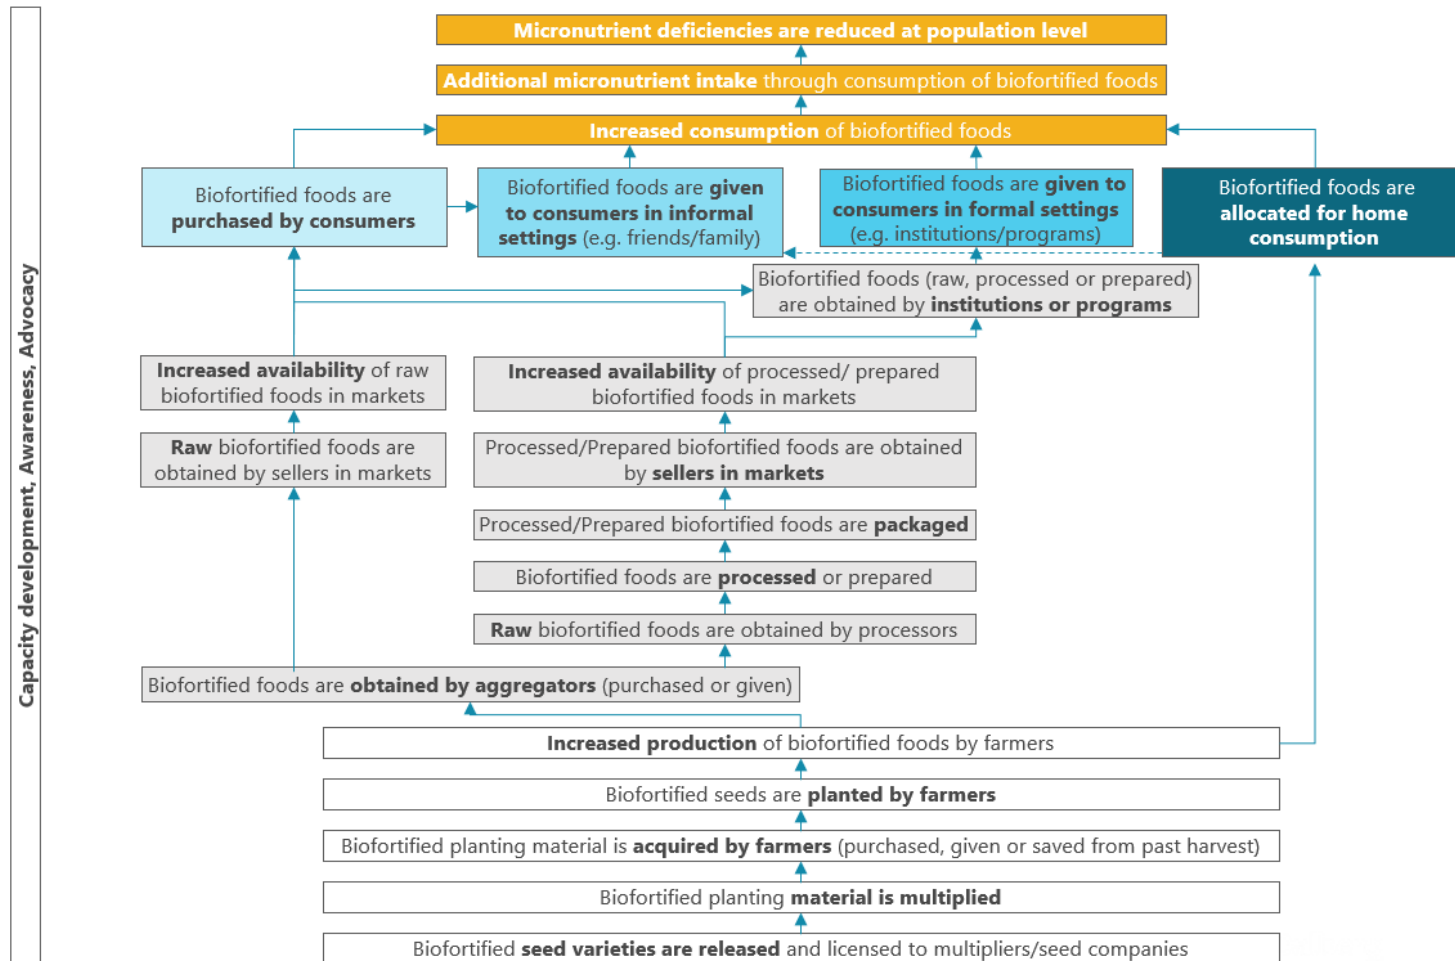 Capacity development, Awareness, Advocacy
Micronutrient deficiencies are reduced at population level
Additional micronutrient intake through consumption of biofortified foods
Increased consumption of biofortified foods
Biofortified foods are
purchased by consumers
Biofortified foods are given
to consumers in informal
settings (e.g. friends/family)
Biofortified foods are given to
consumers in formal settings
(e.g. institutions/programs)
Biofortified foods are
allocated for home
consumption
Biofortified foods (raw, processed or prepared)
are obtained by institutions or programs
Increased availability of raw
biofortified foods in markets
Increased availability of processed/ prepared
biofortified foods in markets
Raw biofortified foods are
obtained by sellers in markets
Processed/Prepared biofortified foods are obtained
by sellers in markets
Processed/Prepared biofortified foods are packaged
Biofortified foods are processed or prepared
Raw biofortified foods are obtained by processors
Biofortified foods are obtained by aggregators (purchased or given)
Increased production of biofortified foods by farmers
Biofortified seeds are planted by farmers
Biofortified planting material is acquired by farmers (purchased, given or saved from past harvest)
Biofortified planting material is multiplied
Biofortified seed varieties are released and licensed to multipliers/seed companies